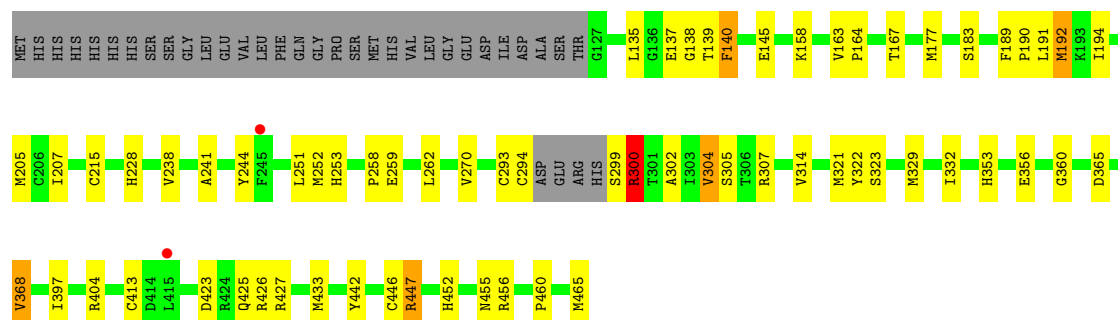 MET HIS HIS HIS HIS HIS HIS SER SER GLY LEU GLU VAL LEU PHE GLN GLY PRO SER MET HIS VAL LEU GLY GLU ASP ILE ASP ALA SER THR G127 L135 G136 E137 G138 T139 F140 E145 K158 V163 P164 T167 M177 S183 F189 P190 L191 M192 K193 I194
M205 C206 I207 C215 H228 V238 A241 Y244 F245 L251 M252 H253 P258 E259 L262 V270 C293 C294 ASP GLU ARG HIS S299 R300 T301 A302 I303 V304 S305 T306 R307 V314 M321 Y322 S323 M329 I332 H353 E356 G360 D365
V368 I397 R404 C413 D414 L415 D423 R424 Q425 R426 R427 M433 Y442 C446 R447 H452 N455 R456 P460 M465